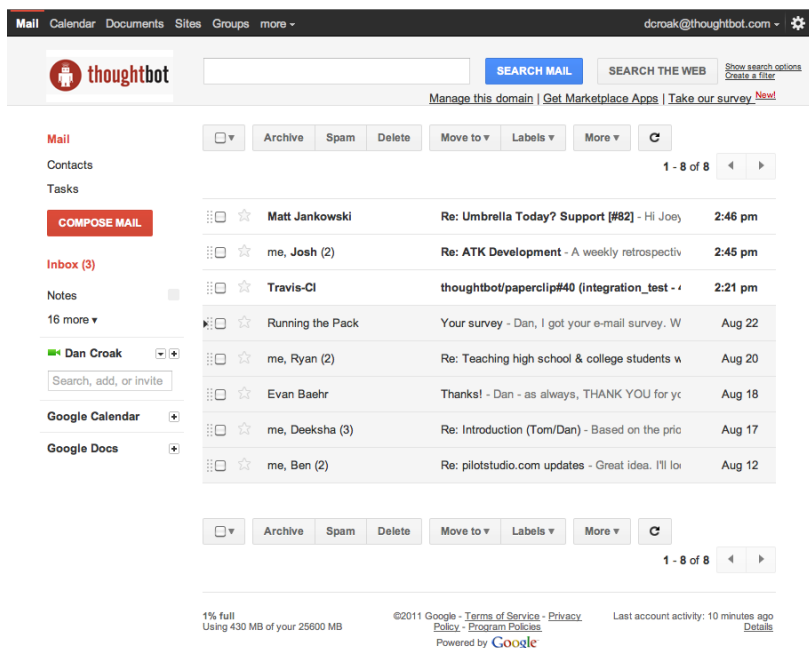 Mail Calendar Documents Sites Groups more dcroak@thoughtbot.com
thoughtbot
SEARCH MAIL SEARCH THE WEB Show search options
Create a filter
Manage this domain | Get Marketplace Apps | Take our survey New!
Mail
Contacts
Tasks
COMPOSE MAIL
Inbox (3)
Notes
16 more
Dan Croak
Search, add, or invite
Google Calendar
Google Docs
Archive Spam Delete Move to Labels More
1 - 8 of 8
Matt Jankowski Re: Umbrella Today? Support [#82] - Hi Joey 2:46 pm
me, Josh (2) Re: ATK Development - A weekly retrospectiv 2:45 pm
Travis-CI thoughtbot/paperclip#40 (integration_test - 2:21 pm
Running the Pack Your survey - Dan, I got your e-mail survey. W Aug 22
me, Ryan (2) Re: Teaching high school & college students w Aug 20
Evan Baehr Thanks! - Dan - as always, THANK YOU for yo Aug 18
me, Deeksha (3) Re: Introduction (Tom/Dan) - Based on the pric Aug 17
me, Ben (2) Re: pilotstudio.com updates - Great idea. I'll lo Aug 12
Archive Spam Delete Move to Labels More
1 - 8 of 8
1% full
Using 430 MB of your 25600 MB
©2011 Google - Terms of Service - Privacy
Policy - Program Policies
Powered by Google
Last account activity: 10 minutes ago
Details